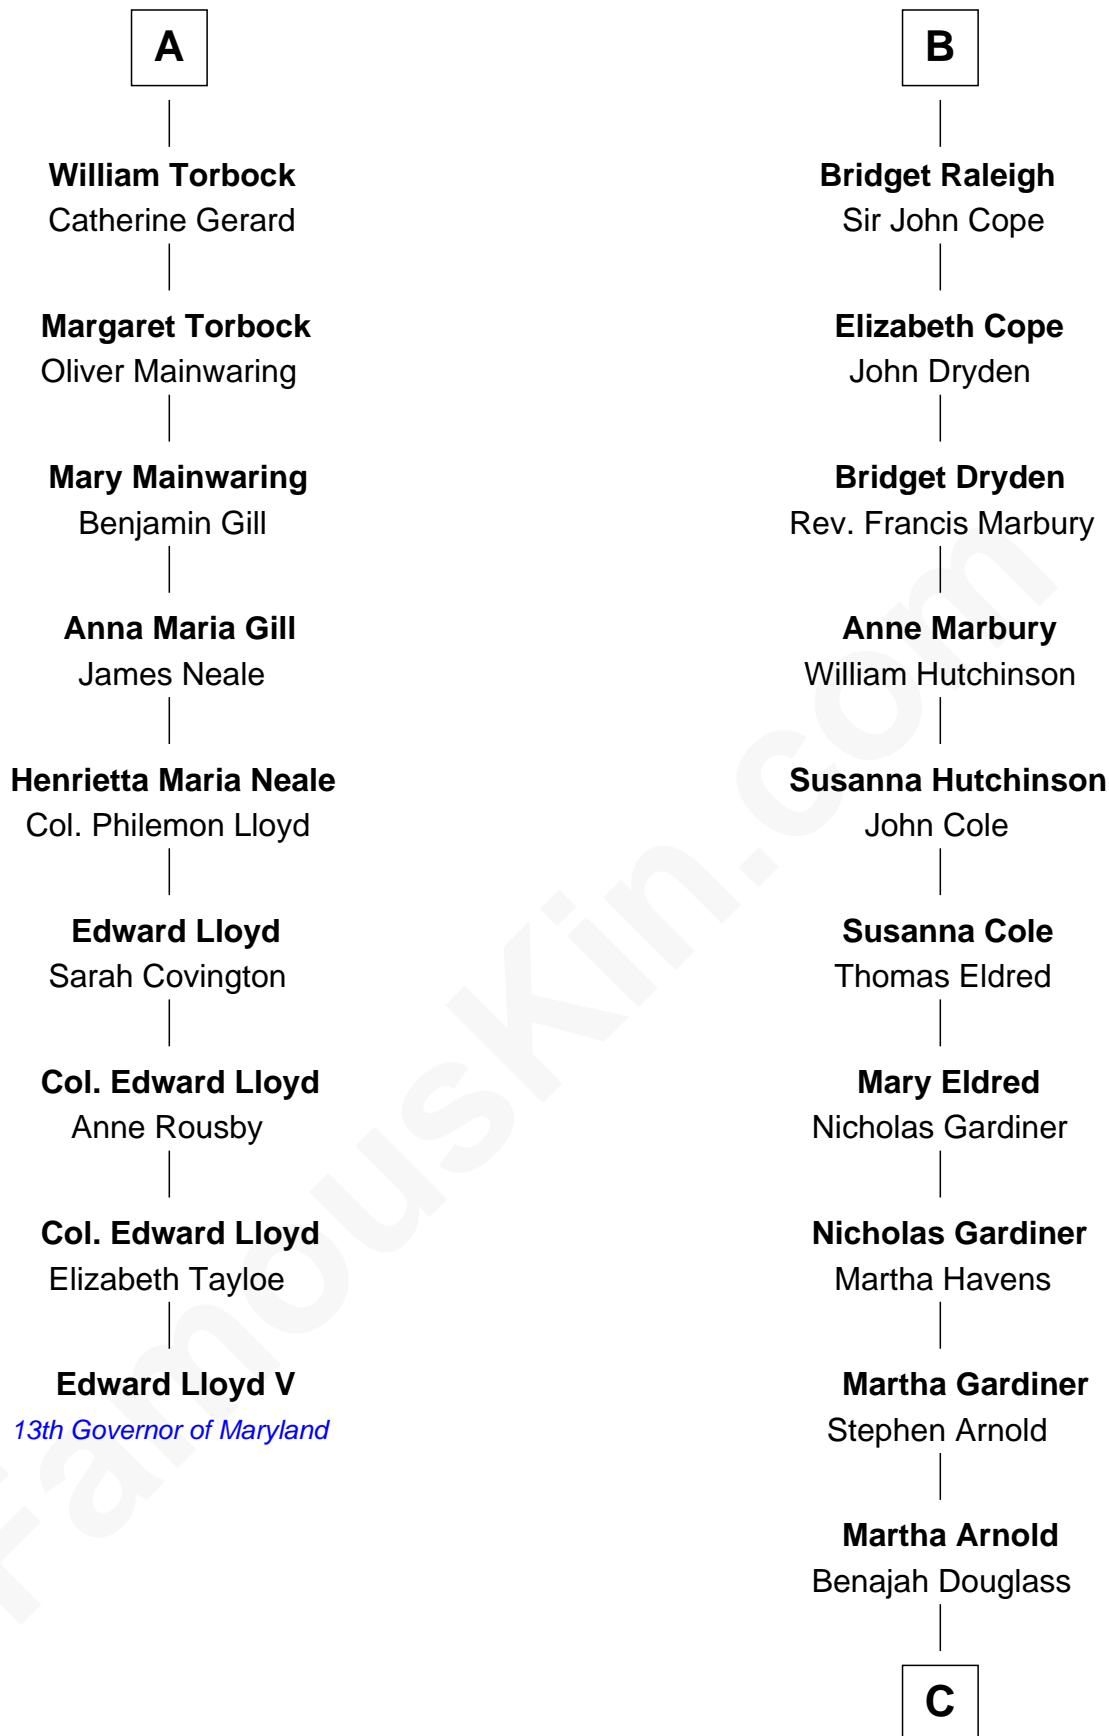 A
William Torbock
Catherine Gerard
Margaret Torbock
Oliver Mainwaring
Mary Mainwaring
Benjamin Gill
Anna Maria Gill
James Neale
Henrietta Maria Neale
Col. Philemon Lloyd
Edward Lloyd
Sarah Covington
Col. Edward Lloyd
Anne Rousby
Col. Edward Lloyd
Elizabeth Tayloe
Edward Lloyd V
13th Governor of Maryland
B
Bridget Raleigh
Sir John Cope
Elizabeth Cope
John Dryden
Bridget Dryden
Rev. Francis Marbury
Anne Marbury
William Hutchinson
Susanna Hutchinson
John Cole
Susanna Cole
Thomas Eldred
Mary Eldred
Nicholas Gardiner
Nicholas Gardiner
Martha Havens
Martha Gardiner
Stephen Arnold
Martha Arnold
Benajah Douglass
C
FamousKin.com